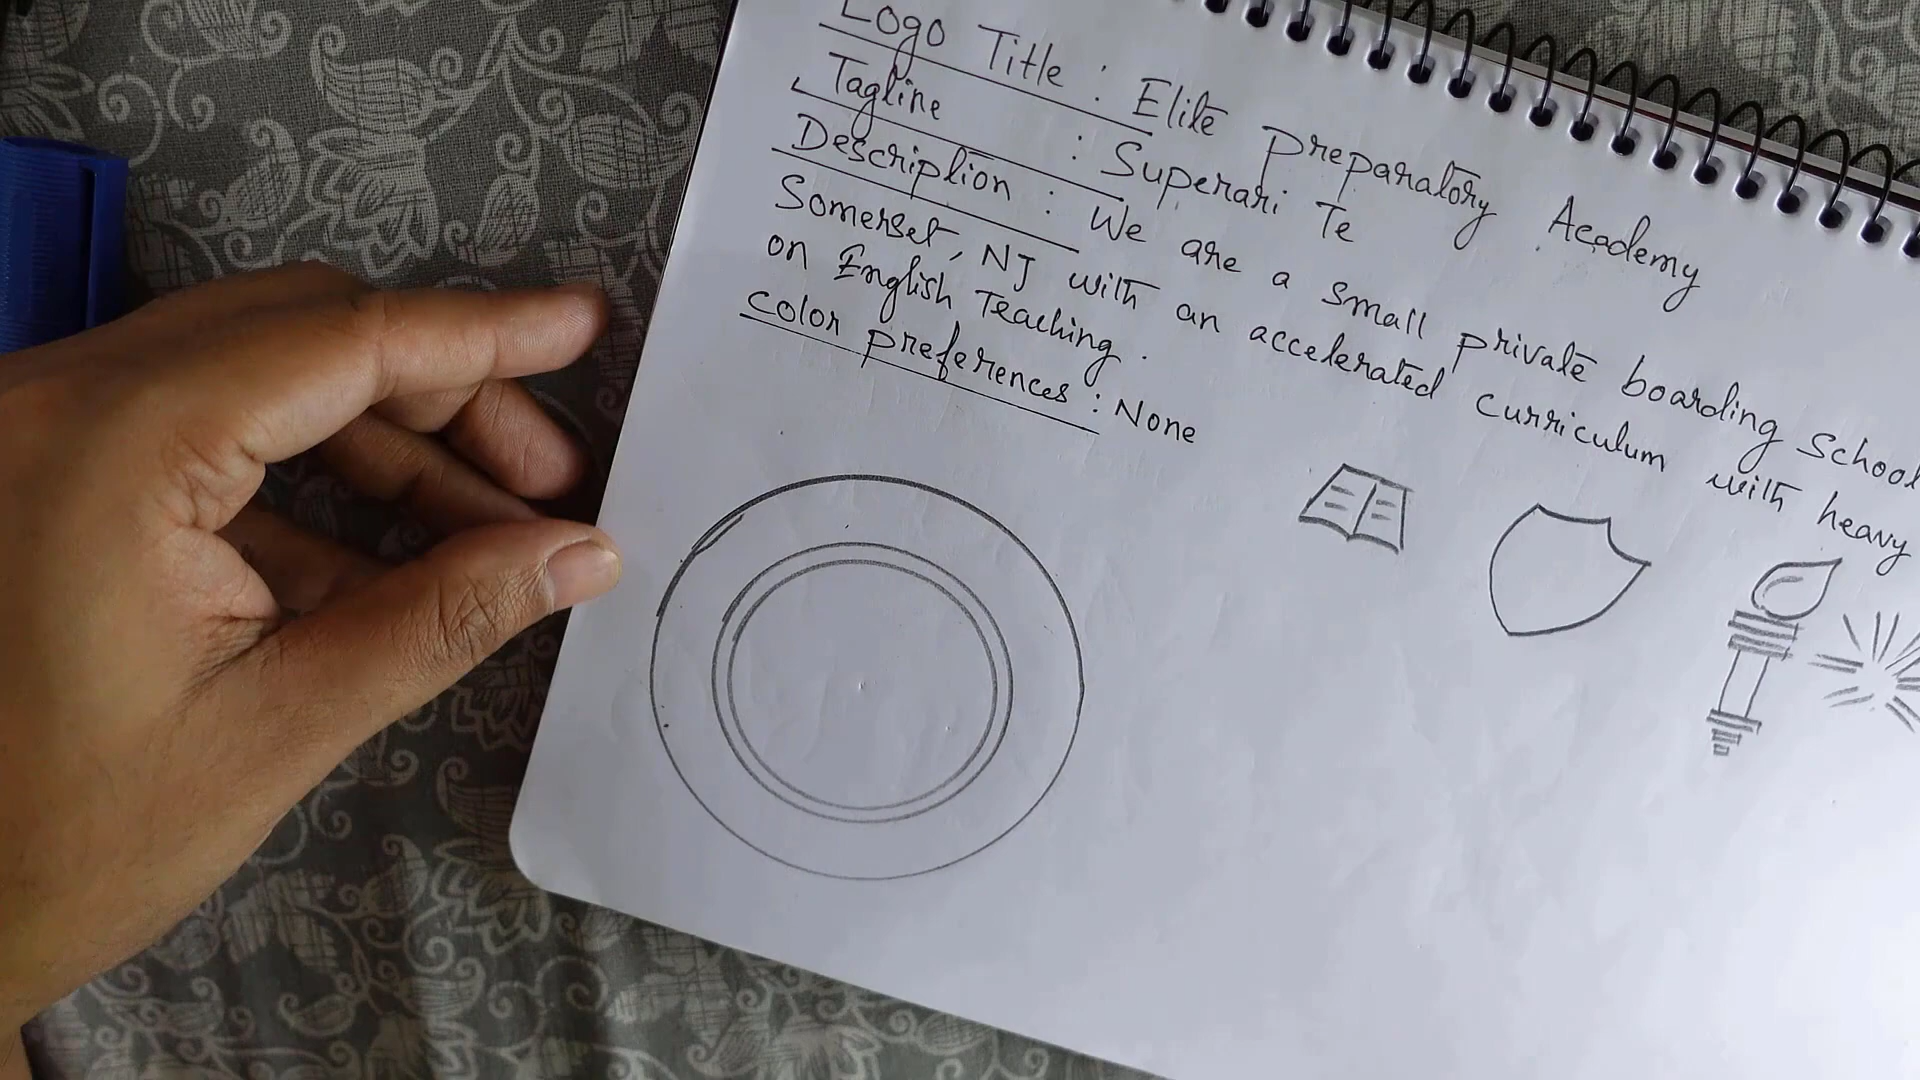 Logo Title : Elite Preparatory Academy
Tagline : Superari Te
Description : We are a small private boarding School
Somerset, NJ with an accelerated curriculum with heavy
on English Teaching.
Color preferences : None